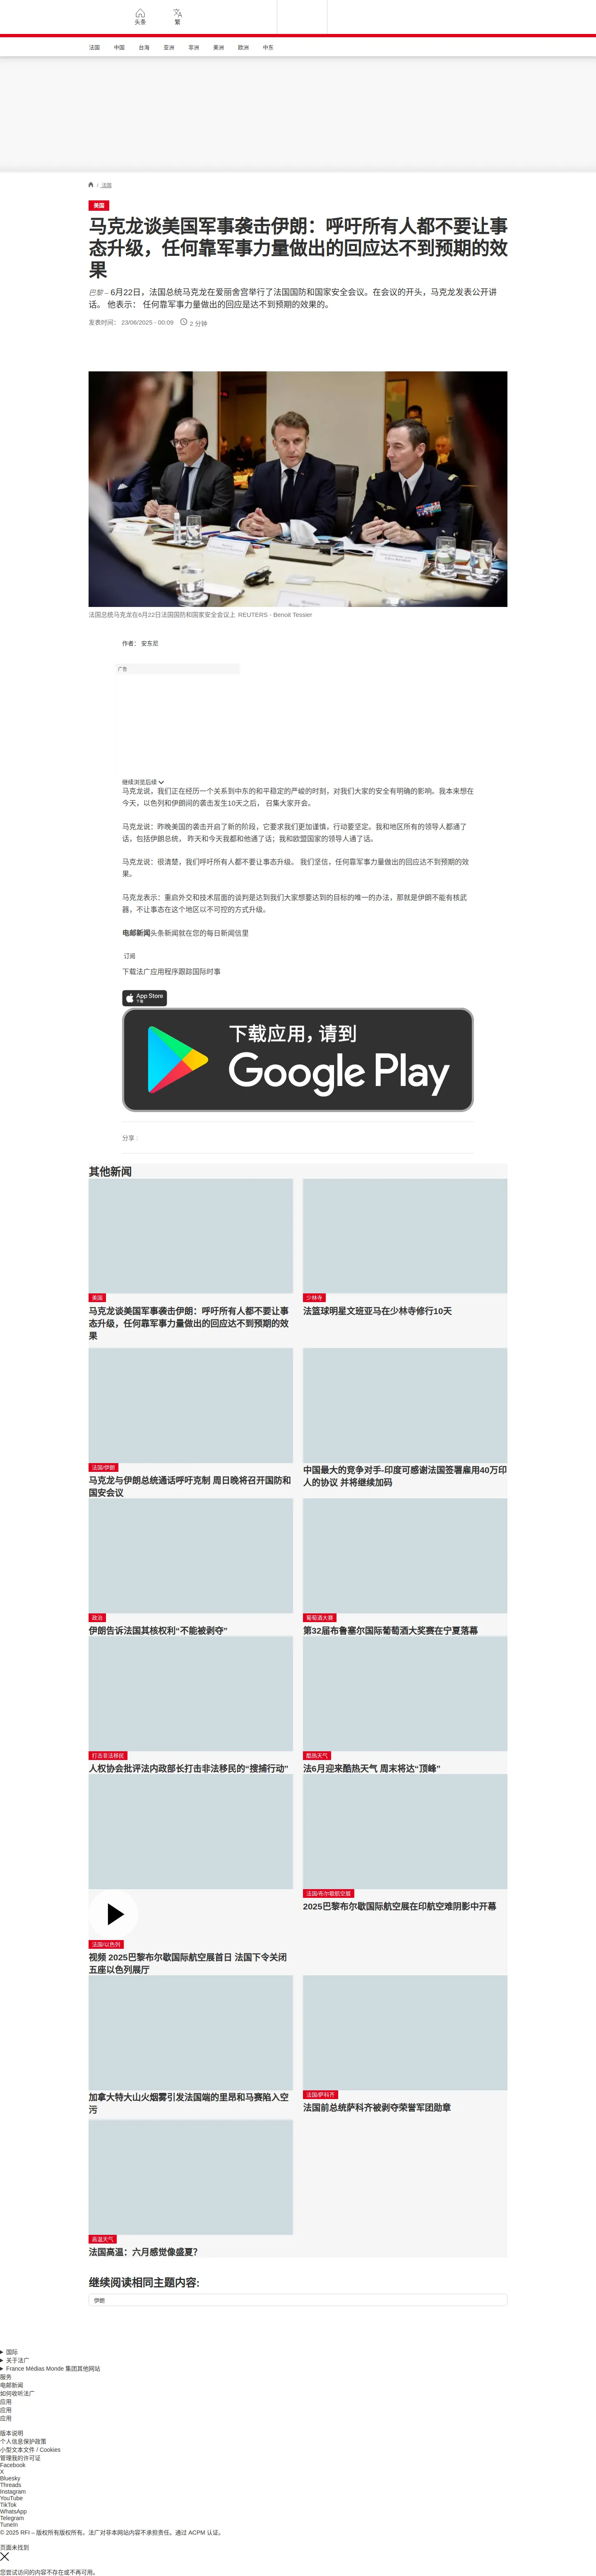 头条
繁
法国
中国
台海
亚洲
非洲
美洲
欧洲
中东
/ 法国
美国
马克龙谈美国军事袭击伊朗：呼吁所有人都不要让事
态升级，任何靠军事力量做出的回应达不到预期的效
果
巴黎 – 6月22日，法国总统马克龙在爱丽舍宫举行了法国国防和国家安全会议。在会议的开头，马克龙发表公开讲
话。 他表示： 任何靠军事力量做出的回应是达不到预期的效果的。
发表时间： 23/06/2025 - 00:09
2 分钟
法国总统马克龙在6月22日法国国防和国家安全会议上 REUTERS - Benoit Tessier
作者： 安东尼
广告
继续浏览后续
马克龙说，我们正在经历一个关系到中东的和平稳定的严峻的时刻，对我们大家的安全有明确的影响。我本来想在
今天，以色列和伊朗间的袭击发生10天之后， 召集大家开会。
马克龙说：昨晚美国的袭击开启了新的阶段，它要求我们更加谨慎，行动要坚定。我和地区所有的领导人都通了
话，包括伊朗总统， 昨天和今天我都和他通了话；我和欧盟国家的领导人通了话。
马克龙说：很清楚，我们呼吁所有人都不要让事态升级。 我们坚信，任何靠军事力量做出的回应达不到预期的效
果。
马克龙表示：重启外交和技术层面的谈判是达到我们大家想要达到的目标的唯一的办法，那就是伊朗不能有核武
器，不让事态在这个地区以不可控的方式升级。
电邮新闻头条新闻就在您的每日新闻信里
订阅
下载法广应用程序跟踪国际时事
App Store
下载
下载应用，请到
Google Play
分享 :
其他新闻
美国
马克龙谈美国军事袭击伊朗：呼吁所有人都不要让事
态升级，任何靠军事力量做出的回应达不到预期的效
果
少林寺
法篮球明星文班亚马在少林寺修行10天
法国/伊朗
马克龙与伊朗总统通话呼吁克制 周日晚将召开国防和
国安会议
中国最大的竞争对手-印度可感谢法国签署雇用40万印
人的协议 并将继续加码
政治
伊朗告诉法国其核权利“不能被剥夺”
葡萄酒大赛
第32届布鲁塞尔国际葡萄酒大奖赛在宁夏落幕
打击非法移民
人权协会批评法内政部长打击非法移民的“搜捕行动”
酷热天气
法6月迎来酷热天气 周末将达“顶峰”
法国/以色列
视频 2025巴黎布尔歇国际航空展首日 法国下令关闭
五座以色列展厅
法国/布尔歇航空展
2025巴黎布尔歇国际航空展在印航空难阴影中开幕
加拿大特大山火烟雾引发法国端的里昂和马赛陷入空
污
法国/萨科齐
法国前总统萨科齐被剥夺荣誉军团勋章
高温天气
法国高温：六月感觉像盛夏？
继续阅读相同主题内容:
伊朗
国际
关于法广
France Médias Monde 集团其他网站
服务
电邮新闻
如何收听法广
应用
应用
应用
版本说明
个人信息保护政策
小型文本文件 / Cookies
管理我的许可证
Facebook
X
Bluesky
Threads
Instagram
YouTube
TikTok
WhatsApp
Telegram
TuneIn
© 2025 RFI – 版权所有版权所有。法广对非本网站内容不承担责任。通过 ACPM 认证。
页面未找到
您尝试访问的内容不存在或不再可用。